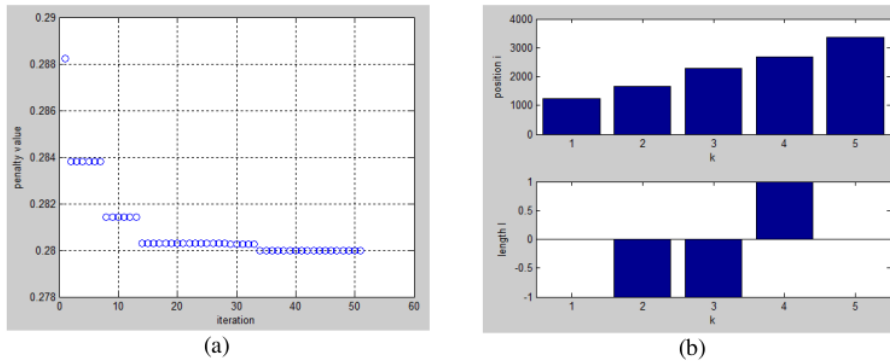 0.29
0.288
0.286
0.284
0.282
0.28
0.278
penalty value
0 10 20 30 40 50 60
iteration
(a)
4000
3000
2000
1000
0
position i
1 2 3 4 5
k
1
0.5
0
-0.5
-1
length l
1 2 3 4 5
k
(b)